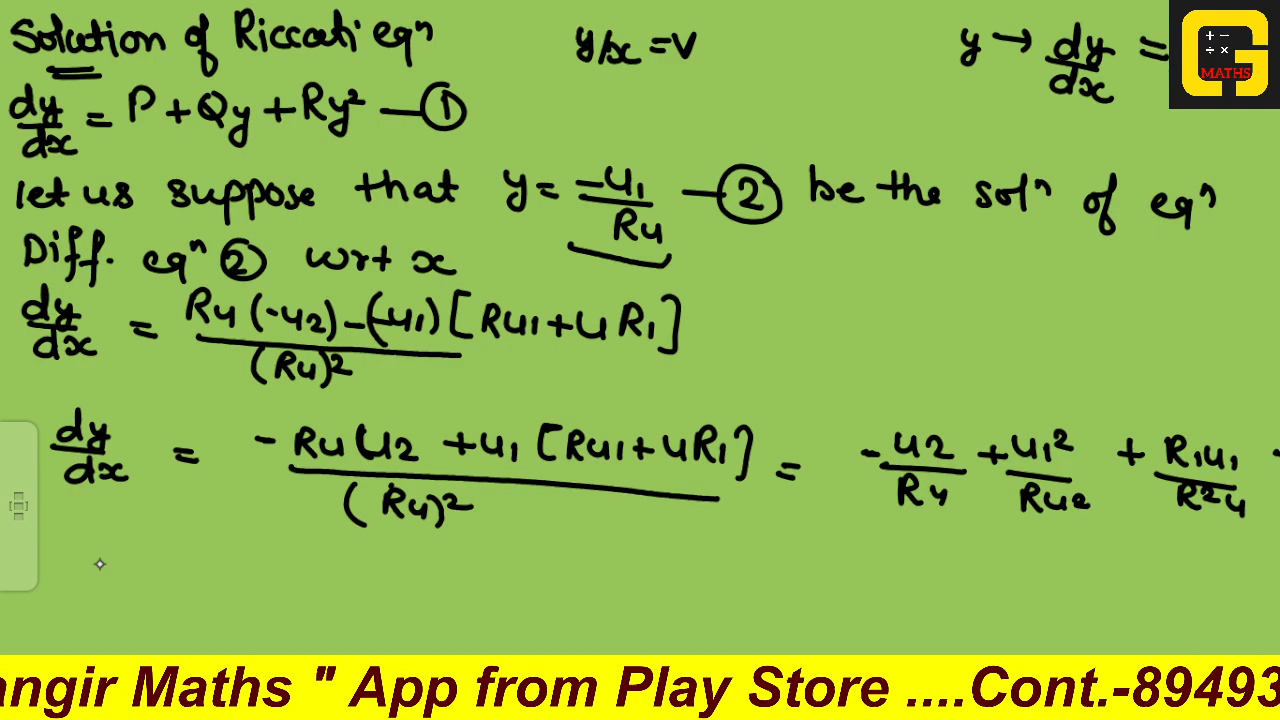 Solution of Riccati eqⁿ y/x = v y → dy/dx =
+ −
÷ ×
MATHS
dy/dx = P + Qy + Ry² — ①
let us suppose that y = −u₁/Ru — ② be the solⁿ of eqⁿ
Diff. eqⁿ ② wrt x
dy/dx = Ru(-u₂) − (−u₁)[Ru₁ + uR₁] / (Ru)²
dy/dx = -Ru(u₂ + u₁[Ru₁ + uR₁] / (Ru)² = -u₂/Ru + u₁²/Ru² + R₁u₁/R²u
angir Maths " App from Play Store ....Cont.-89493